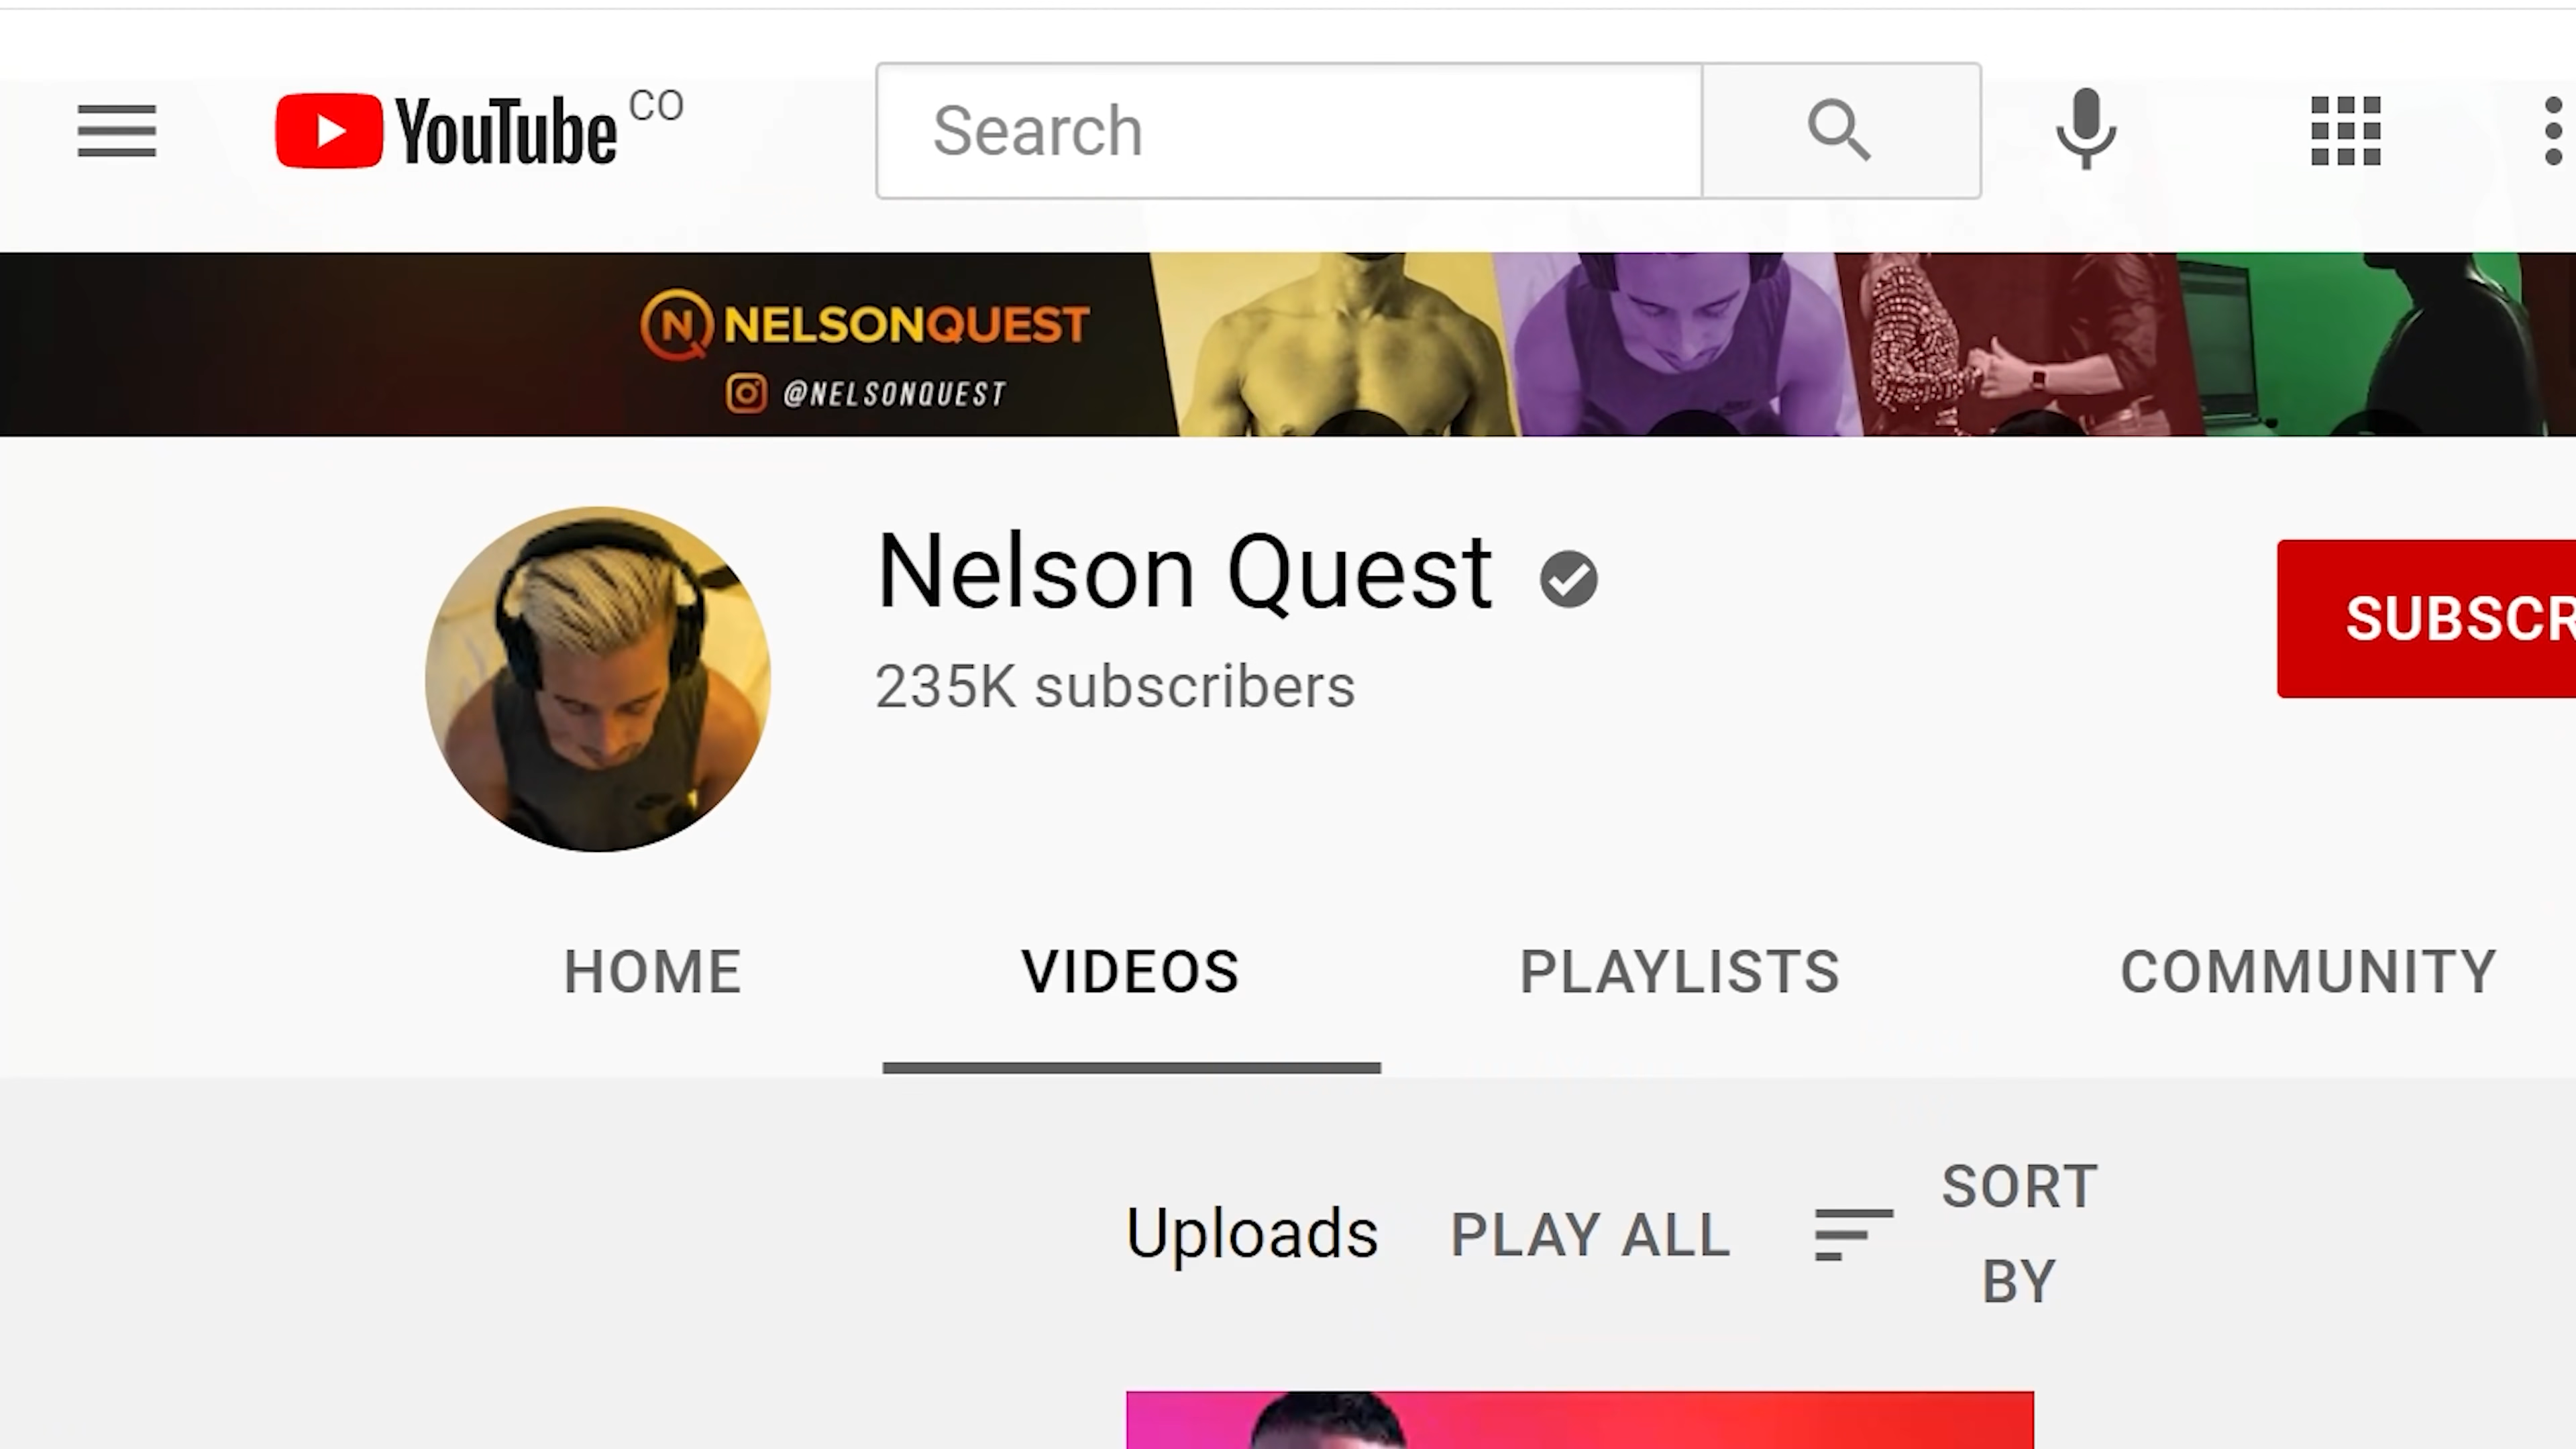 YouTube CO
Search
NELSONQUEST
@NELSONQUEST
Nelson Quest
235K subscribers
SUBSCR
HOME VIDEOS PLAYLISTS COMMUNITY
Uploads PLAY ALL SORT BY